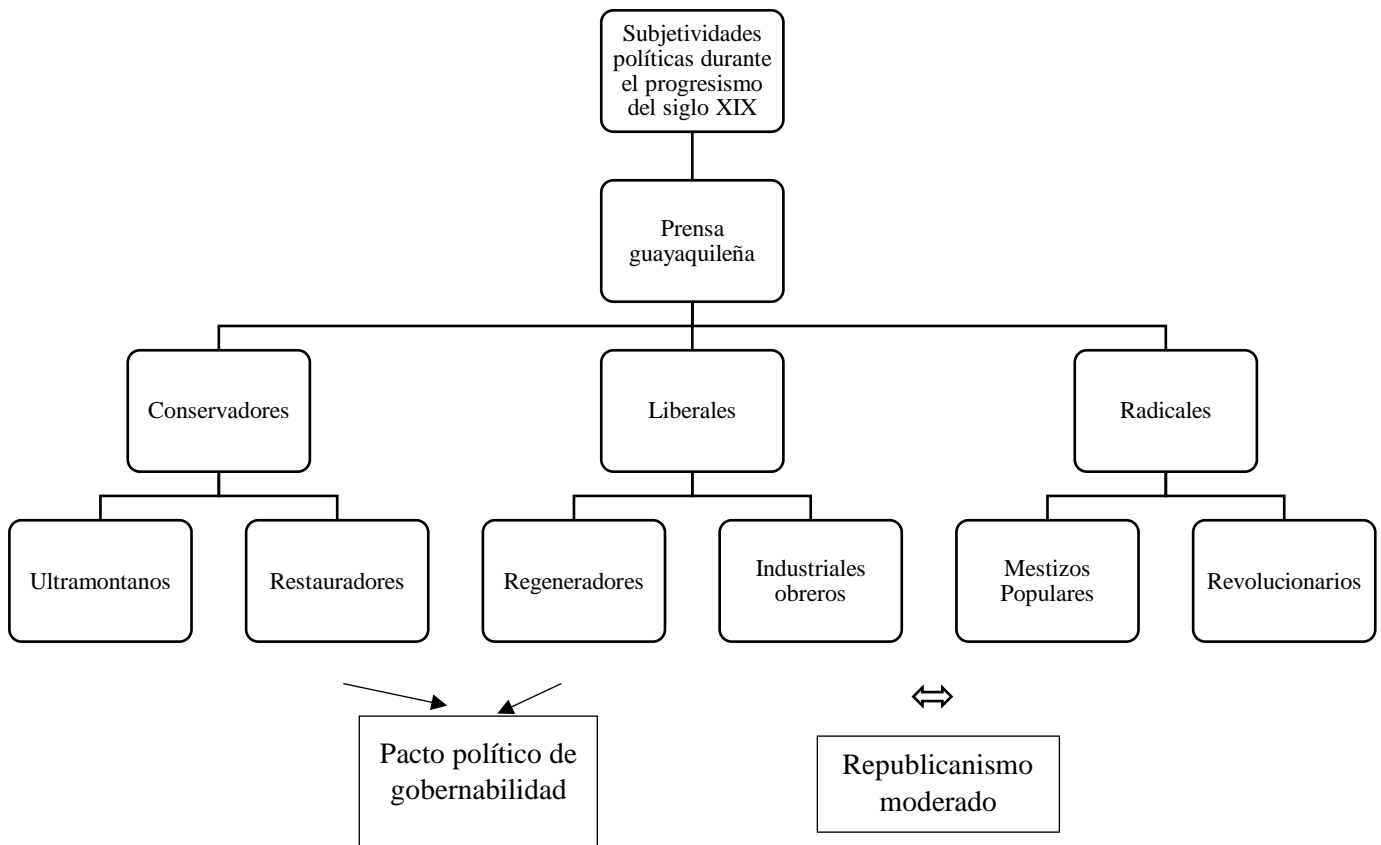 Subjetividades
políticas durante
el progresismo
del siglo XIX
Prensa
guayaquileña
Conservadores
Liberales
Radicales
Ultramontanos
Restauradores
Regeneradores
Industriales
obreros
Mestizos
Populares
Revolucionarios
Pacto político de
gobernabilidad
Republicanismo
moderado